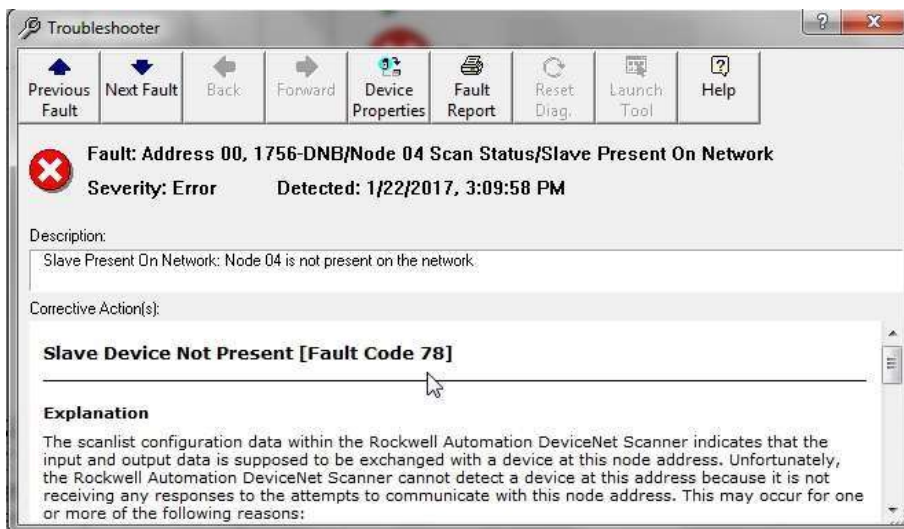 Troubleshooter
Previous Fault
Next Fault
Back
Forward
Device Properties
Fault Report
Reset Diag.
Launch Tool
Help
Fault: Address 00, 1756-DNB/Node 04 Scan Status/Slave Present On Network
Severity: Error Detected: 1/22/2017, 3:09:58 PM
Description:
Slave Present On Network: Node 04 is not present on the network
Corrective Action(s):
Slave Device Not Present [Fault Code 78]
Explanation
The scanlist configuration data within the Rockwell Automation DeviceNet Scanner indicates that the
input and output data is supposed to be exchanged with a device at this node address. Unfortunately,
the Rockwell Automation DeviceNet Scanner cannot detect a device at this address because it is not
receiving any responses to the attempts to communicate with this node address. This may occur for one
or more of the following reasons: